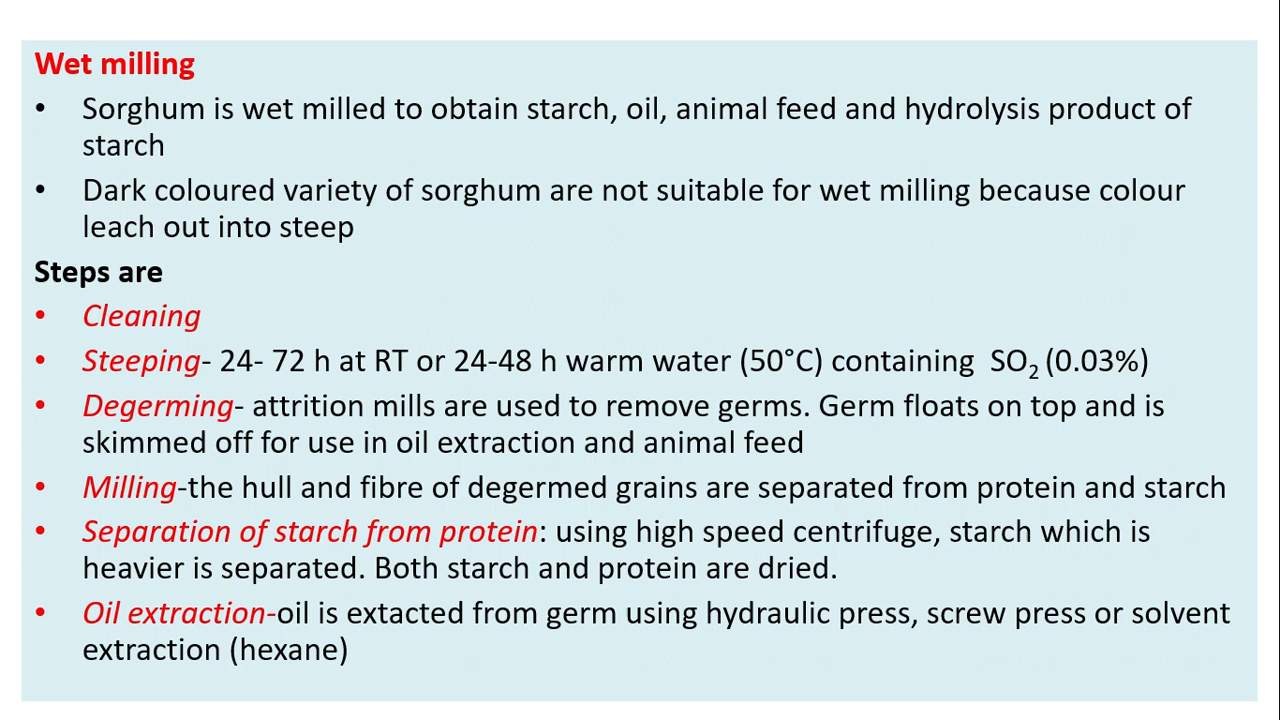 Wet milling
• Sorghum is wet milled to obtain starch, oil, animal feed and hydrolysis product of
starch
• Dark coloured variety of sorghum are not suitable for wet milling because colour
leach out into steep
Steps are
• Cleaning
• Steeping- 24- 72 h at RT or 24-48 h warm water (50°C) containing SO₂ (0.03%)
• Degerming- attrition mills are used to remove germs. Germ floats on top and is
skimmed off for use in oil extraction and animal feed
• Milling-the hull and fibre of degermed grains are separated from protein and starch
• Separation of starch from protein: using high speed centrifuge, starch which is
heavier is separated. Both starch and protein are dried.
• Oil extraction-oil is extacted from germ using hydraulic press, screw press or solvent
extraction (hexane)